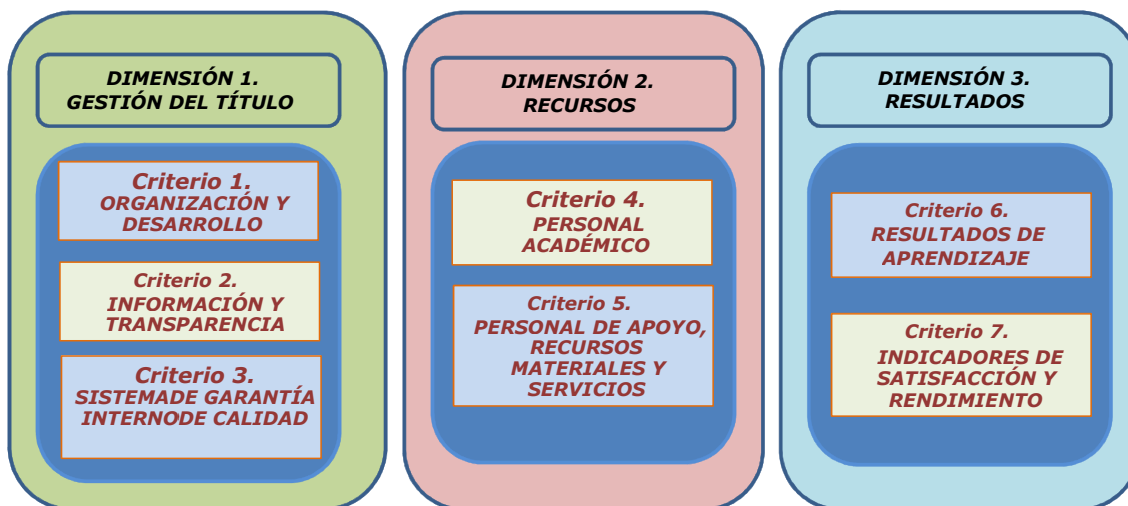 DIMENSIÓN 1.
GESTIÓN DEL TÍTULO
Criterio 1.
ORGANIZACIÓN Y
DESARROLLO
Criterio 2.
INFORMACIÓN Y
TRANSPARENCIA
Criterio 3.
SISTEMADE GARANTÍA
INTERNODE CALIDAD
DIMENSIÓN 2.
RECURSOS
Criterio 4.
PERSONAL
ACADÉMICO
Criterio 5.
PERSONAL DE APOYO,
RECURSOS
MATERIALES Y
SERVICIOS
DIMENSIÓN 3.
RESULTADOS
Criterio 6.
RESULTADOS DE
APRENDIZAJE
Criterio 7.
INDICADORES DE
SATISFACCIÓN Y
RENDIMIENTO